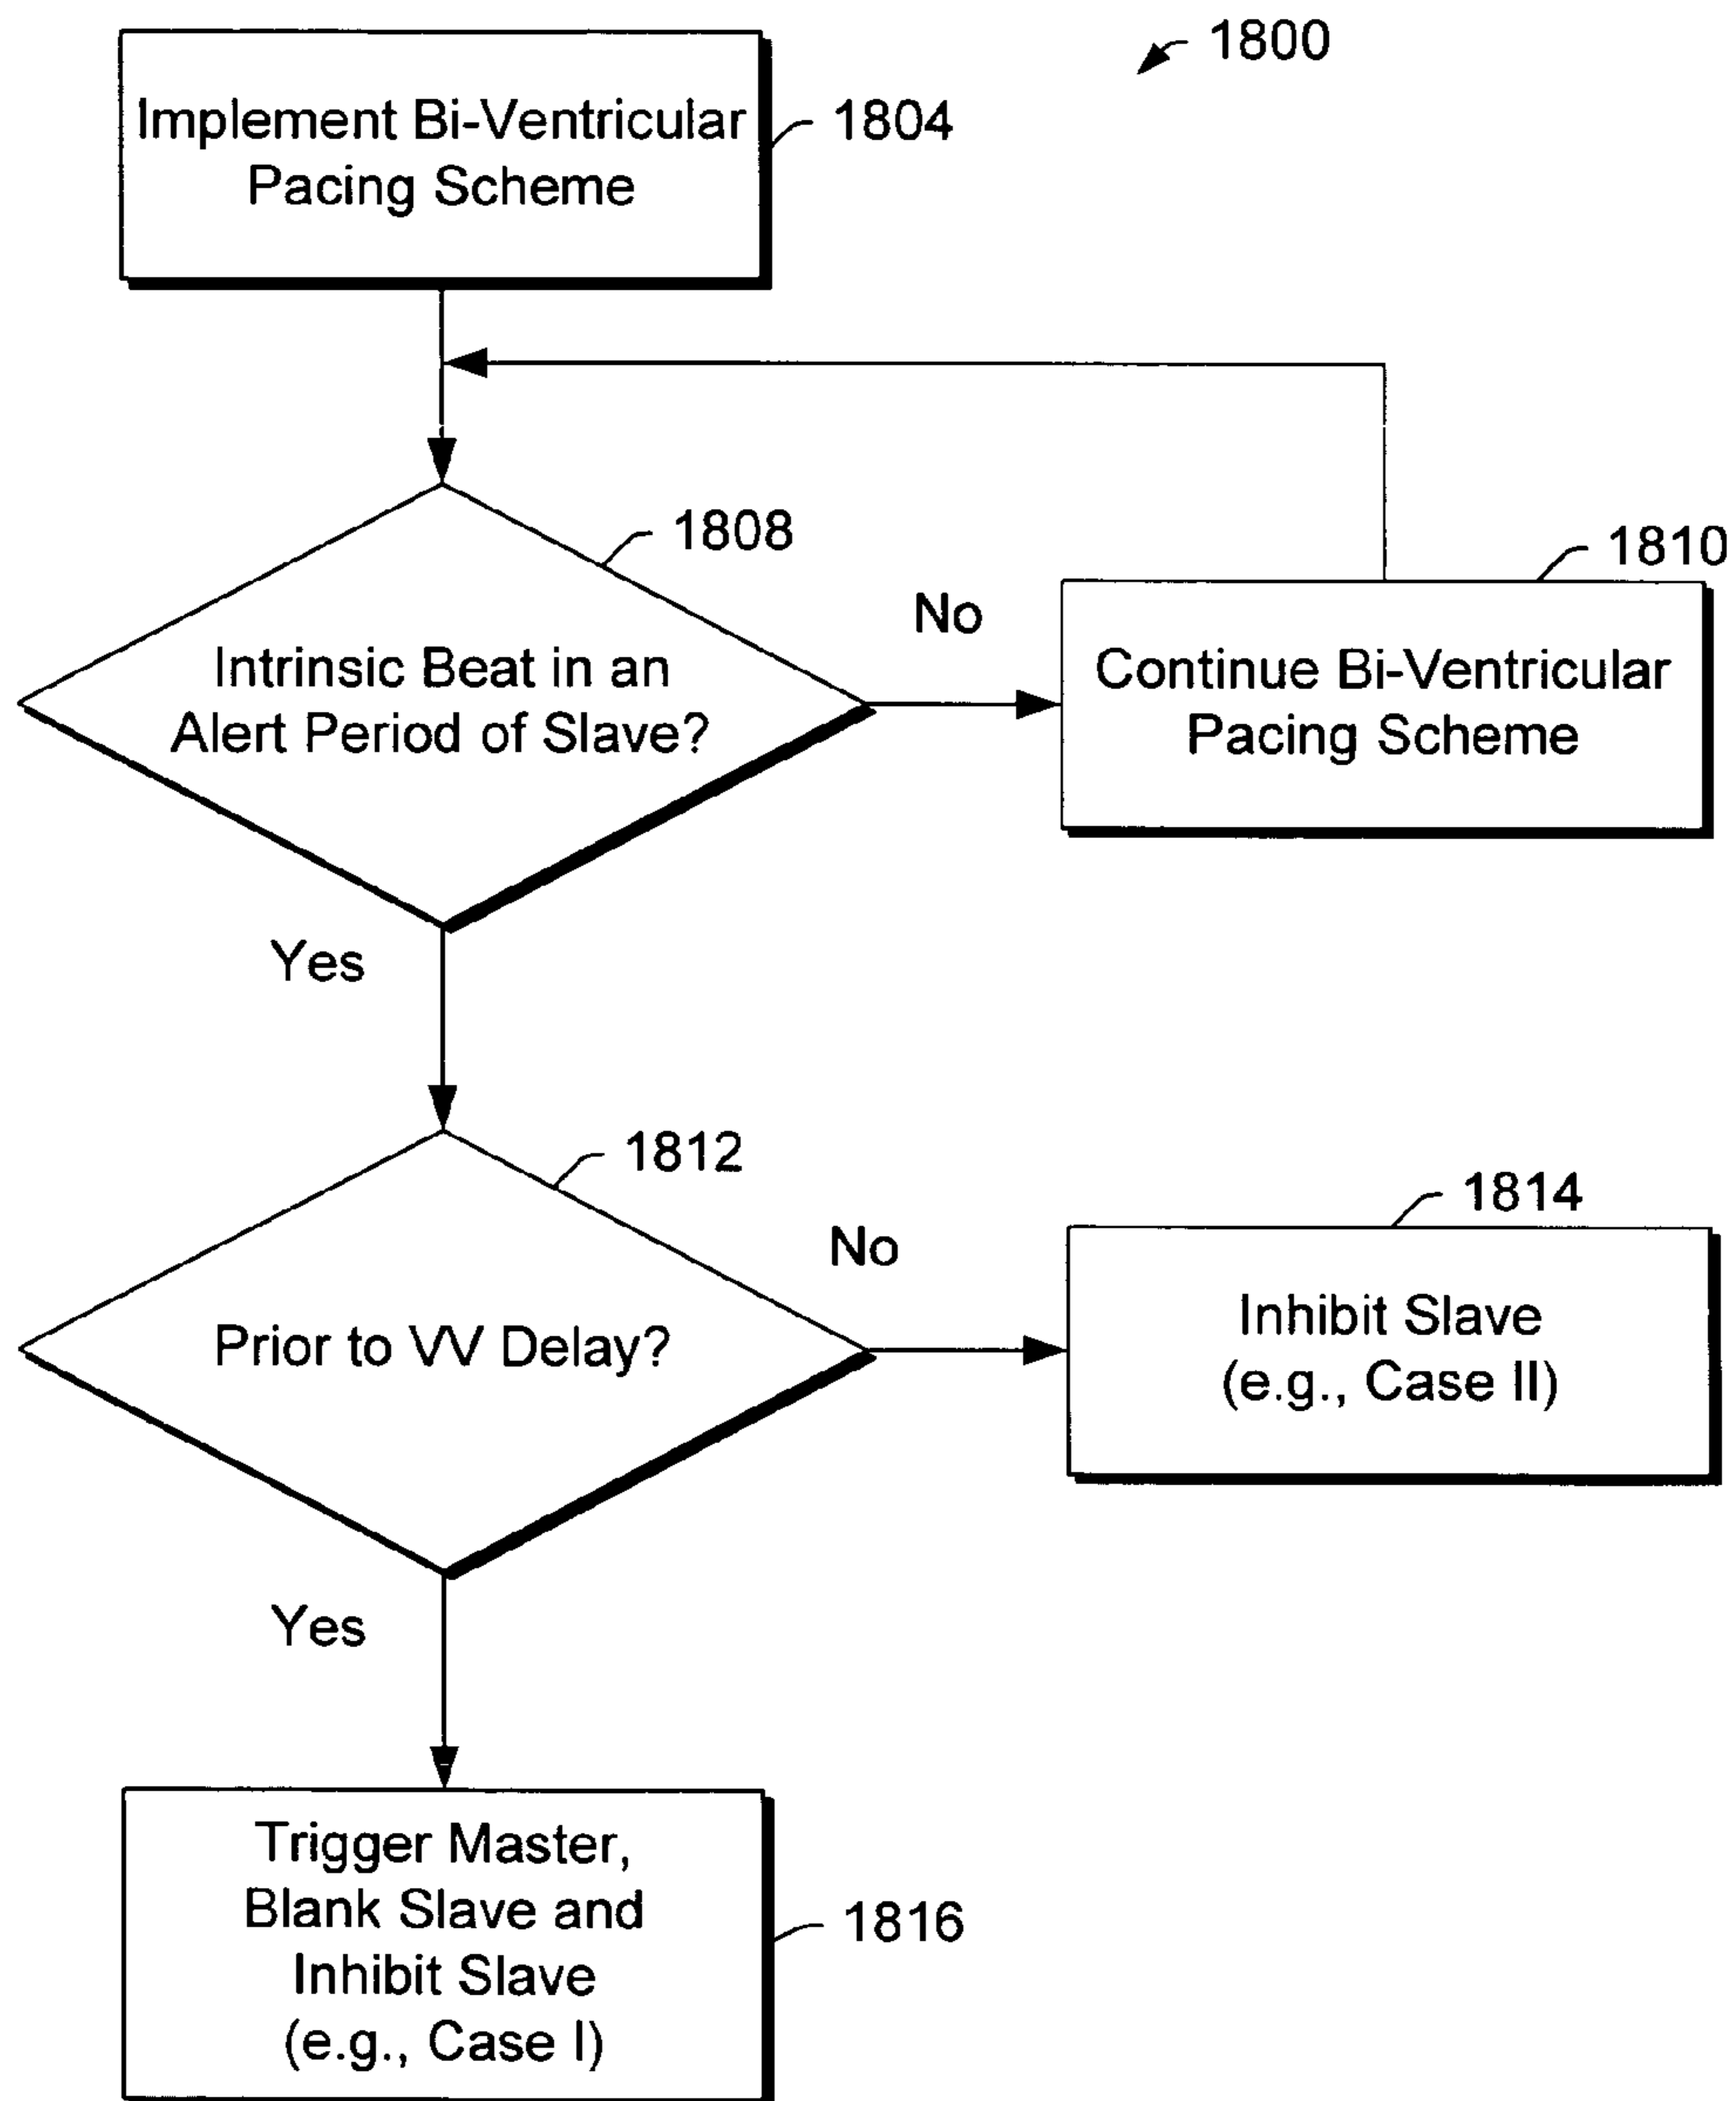 1800
Implement Bi-Ventricular
Pacing Scheme
1804
1808
Intrinsic Beat in an
Alert Period of Slave?
No
1810
Continue Bi-Ventricular
Pacing Scheme
Yes
1812
Prior to VV Delay?
No
1814
Inhibit Slave
(e.g., Case II)
Yes
Trigger Master,
Blank Slave and
Inhibit Slave
(e.g., Case I)
1816